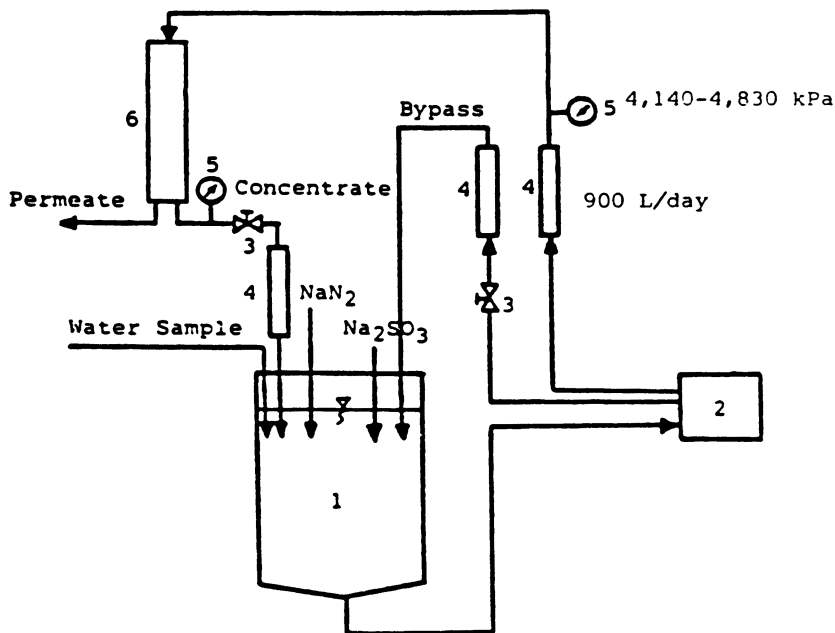 6
5 4,140-4,830 kPa
Bypass
5
Concentrate
4
4
900 L/day
Permeate
3
4
NaN2
3
Water Sample
Na2SO3
2
1